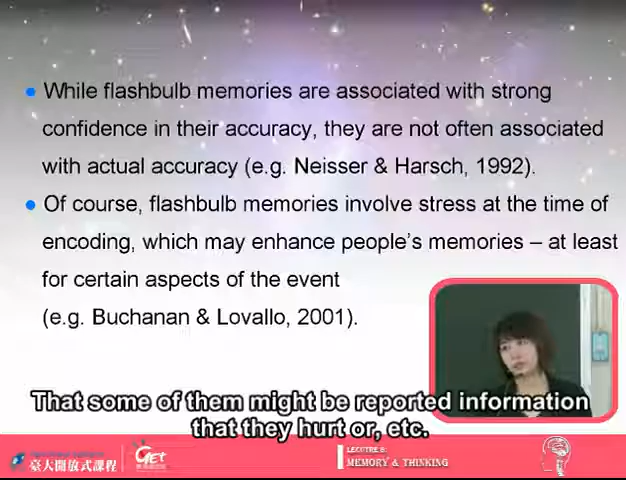 While flashbulb memories are associated with strong
confidence in their accuracy, they are not often associated
with actual accuracy (e.g. Neisser & Harsch, 1992).
Of course, flashbulb memories involve stress at the time of
encoding, which may enhance people's memories – at least
for certain aspects of the event
(e.g. Buchanan & Lovallo, 2001).
That some of them might be reported information
that they hurt or, etc.
臺大開放式課程
GET
LECUTRE 8:
MEMORY & THINKING